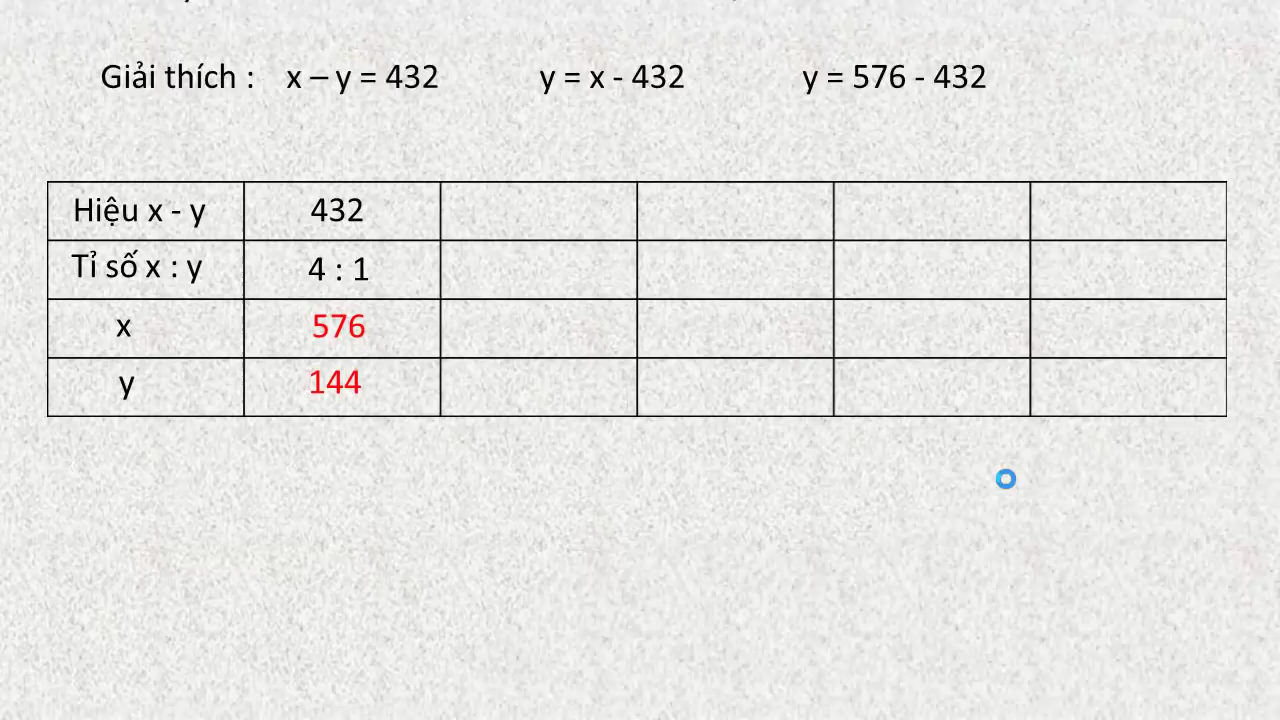 Giải thích : x – y = 432 y = x - 432 y = 576 - 432
Hiệu x - y 432
Tỉ số x : y 4 : 1
x 576
y 144